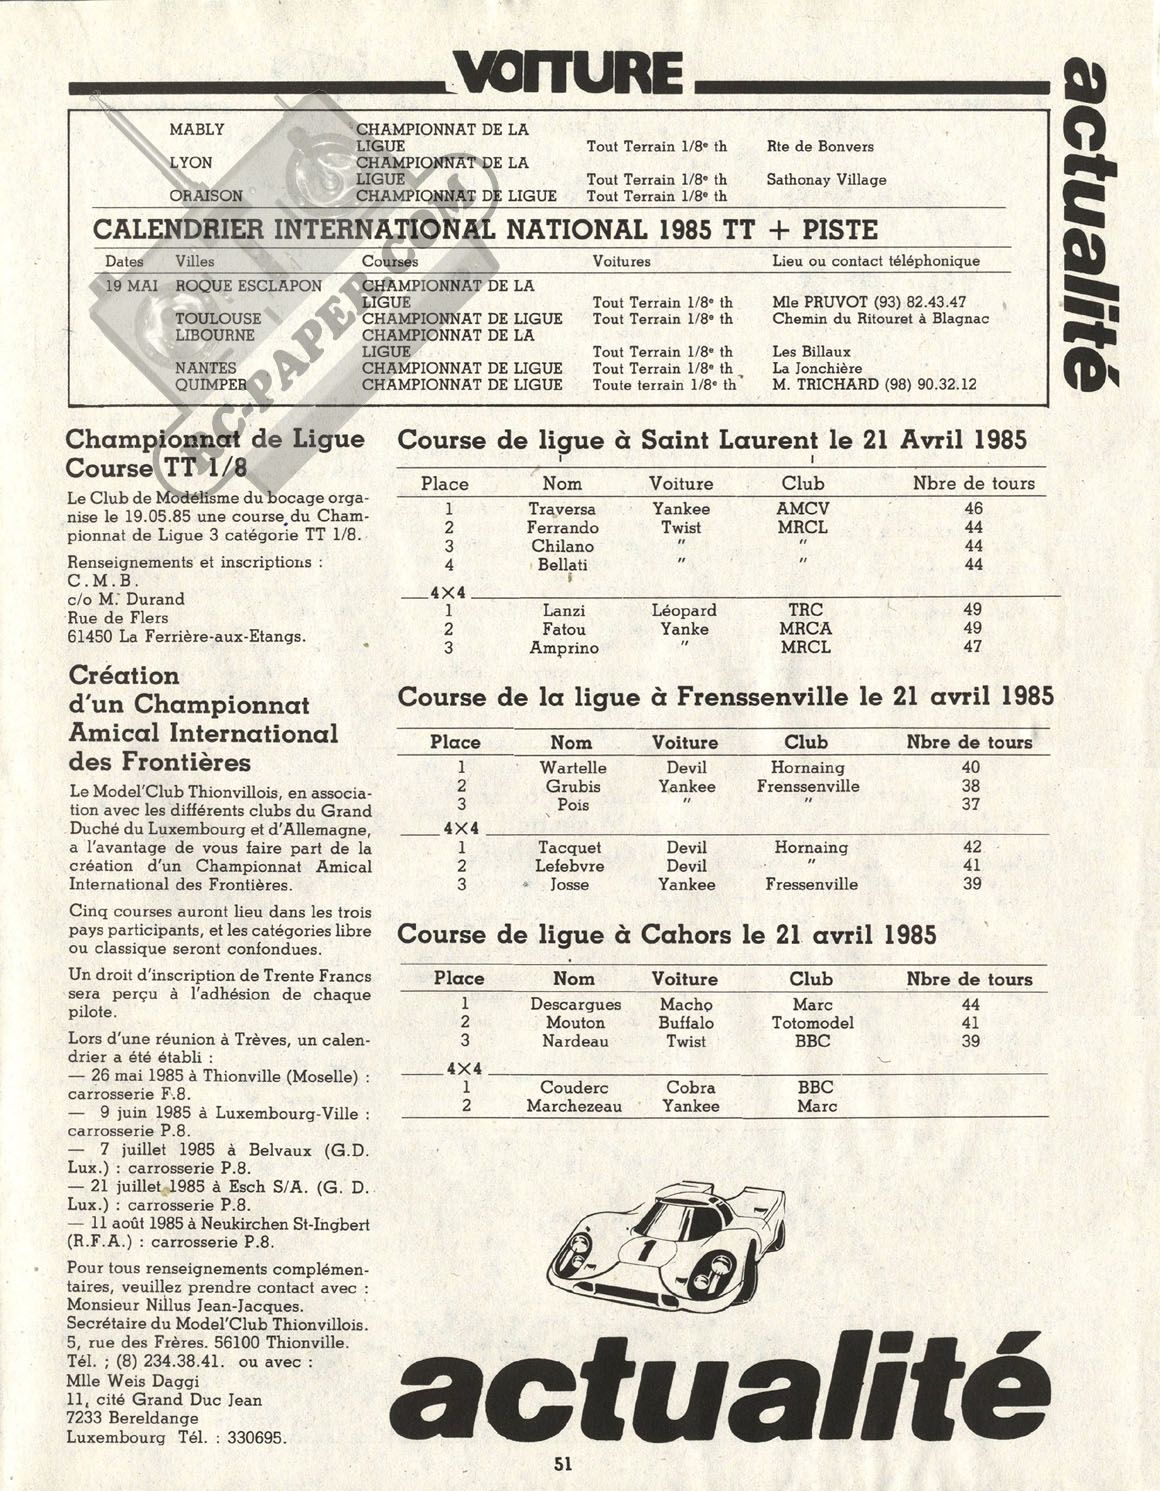 VOITURE
actualité
MABLY CHAMPIONNAT DE LA
LIGUE Tout Terrain 1/8e th Rte de Bonvers
LYON CHAMPIONNAT DE LA
LIGUE Tout Terrain 1/8e th Sathonay Village
ORAISON CHAMPIONNAT DE LIGUE Tout Terrain 1/8e th
CALENDRIER INTERNATIONAL NATIONAL 1985 TT + PISTE
Dates Villes Courses Voitures Lieu ou contact téléphonique
19 MAI ROQUE ESCLAPON CHAMPIONNAT DE LA
LIGUE Tout Terrain 1/8e th Mle PRUVOT (93) 82.43.47
TOULOUSE CHAMPIONNAT DE LIGUE Tout Terrain 1/8e th Chemin du Ritouret à Blagnac
LIBOURNE CHAMPIONNAT DE LA
LIGUE Tout Terrain 1/8e th Les Billaux
NANTES CHAMPIONNAT DE LIGUE Tout Terrain 1/8e th La Jonchière
QUIMPER CHAMPIONNAT DE LIGUE Toute terrain 1/8e th M. TRICHARD (98) 90.32.12
RC-PAPER.COM
Championnat de Ligue
Course TT 1/8
Le Club de Modélisme du bocage orga-
nise le 19.05.85 une course du Cham-
pionnat de Ligue 3 catégorie TT 1/8.
Renseignements et inscriptions :
C.M.B.
c/o M. Durand
Rue de Flers
61450 La Ferrière-aux-Etangs.
Création
d'un Championnat
Amical International
des Frontières
Le Model'Club Thionvillois, en associa-
tion avec les différents clubs du Grand
Duché du Luxembourg et d'Allemagne,
a l'avantage de vous faire part de la
création d'un Championnat Amical
International des Frontières.
Cinq courses auront lieu dans les trois
pays participants, et les catégories libre
ou classique seront confondues.
Un droit d'inscription de Trente Francs
sera perçu à l'adhésion de chaque
pilote.
Lors d'une réunion à Trèves, un calen-
drier a été établi :
— 26 mai 1985 à Thionville (Moselle) :
carrosserie F.8.
— 9 juin 1985 à Luxembourg-Ville :
carrosserie P.8.
— 7 juillet 1985 à Belvaux (G.D.
Lux.) : carrosserie P.8.
— 21 juillet 1985 à Esch S/A. (G. D.
Lux.) : carrosserie P.8.
— 11 août 1985 à Neukirchen St-Ingbert
(R.F.A.) : carrosserie P.8.
Pour tous renseignements complémen-
taires, veuillez prendre contact avec :
Monsieur Nillus Jean-Jacques.
Secrétaire du Model'Club Thionvillois.
5, rue des Frères. 56100 Thionville.
Tél. ; (8) 234.38.41. ou avec :
Mlle Weis Daggi
11, cité Grand Duc Jean
7233 Bereldange
Luxembourg Tél. : 330695.
Course de ligue à Saint Laurent le 21 Avril 1985
Place Nom Voiture Club Nbre de tours
1 Traversa Yankee AMCV 46
2 Ferrando Twist MRCL 44
3 Chilano " " 44
4 Bellati " " 44
4×4
1 Lanzi Léopard TRC 49
2 Fatou Yanke MRCA 49
3 Amprino " MRCL 47
Course de la ligue à Frenssenville le 21 avril 1985
Place Nom Voiture Club Nbre de tours
1 Wartelle Devil Hornaing 40
2 Grubis Yankee Frenssenville 38
3 Pois " " 37
4×4
1 Tacquet Devil Hornaing 42
2 Lefebvre Devil " 41
3 Josse Yankee Fressenville 39
Course de ligue à Cahors le 21 avril 1985
Place Nom Voiture Club Nbre de tours
1 Descargues Macho Marc 44
2 Mouton Buffalo Totomodel 41
3 Nardeau Twist BBC 39
4×4
1 Couderc Cobra BBC
2 Marchezeau Yankee Marc
1
actualité
51